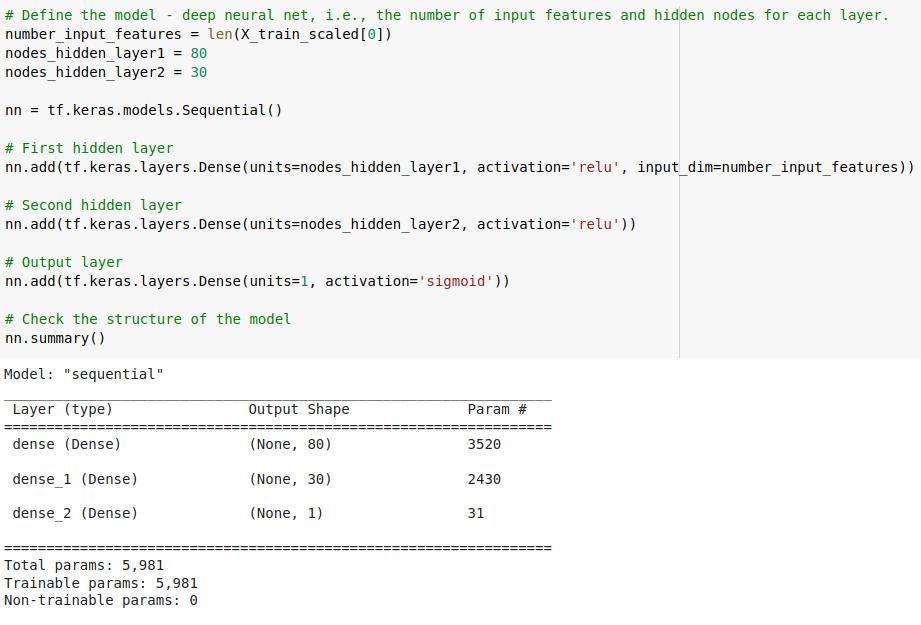 # Define the model - deep neural net, i.e., the number of input features and hidden nodes for each layer.
number_input_features = len(X_train_scaled[0])
nodes_hidden_layer1 = 80
nodes_hidden_layer2 = 30
nn = tf.keras.models.Sequential()
# First hidden layer
nn.add(tf.keras.layers.Dense(units=nodes_hidden_layer1, activation='relu', input_dim=number_input_features))
# Second hidden layer
nn.add(tf.keras.layers.Dense(units=nodes_hidden_layer2, activation='relu'))
# Output layer
nn.add(tf.keras.layers.Dense(units=1, activation='sigmoid'))
# Check the structure of the model
nn.summary()
Model: "sequential"
Layer (type) Output Shape Param #
dense (Dense) (None, 80) 3520
dense_1 (Dense) (None, 30) 2430
dense_2 (Dense) (None, 1) 31
Total params: 5,981
Trainable params: 5,981
Non-trainable params: 0